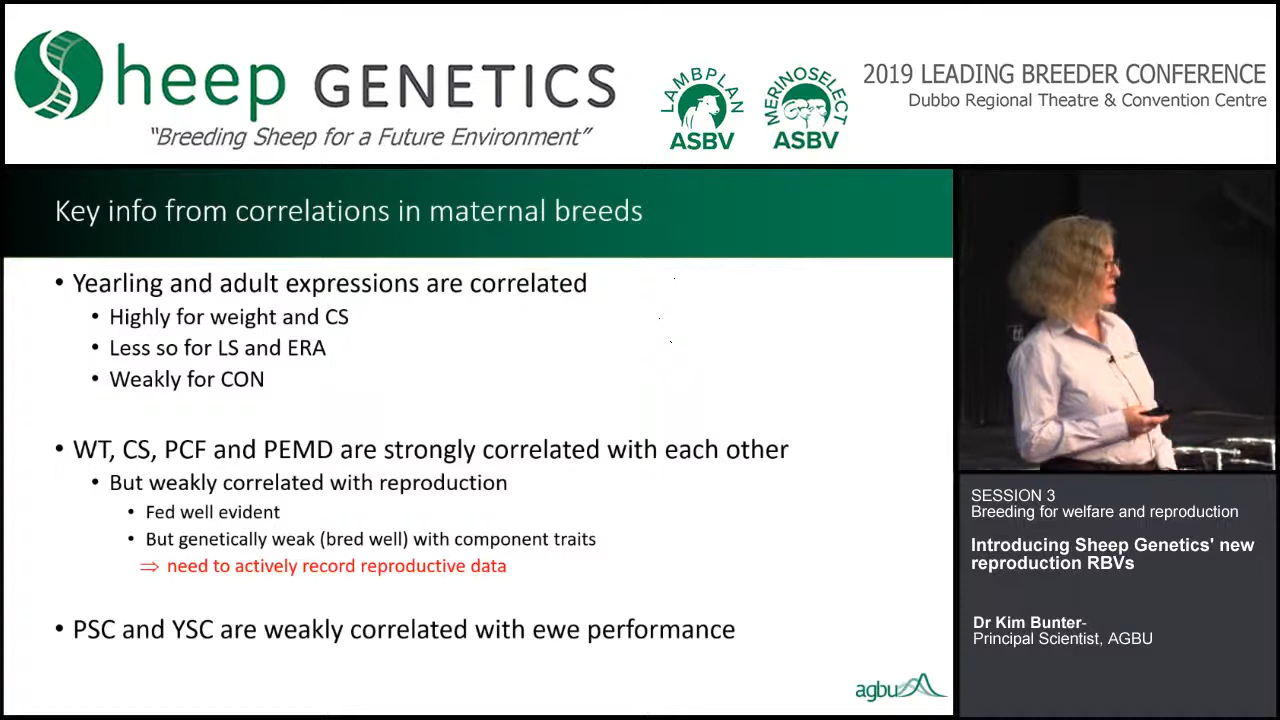 Sheep GENETICS
"Breeding Sheep for a Future Environment"
LAMBPLAN
ASBV
MERINOSELECT
ASBV
2019 LEADING BREEDER CONFERENCE
Dubbo Regional Theatre & Convention Centre
Key info from correlations in maternal breeds
• Yearling and adult expressions are correlated
• Highly for weight and CS
• Less so for LS and ERA
• Weakly for CON
• WT, CS, PCF and PEMD are strongly correlated with each other
• But weakly correlated with reproduction
• Fed well evident
• But genetically weak (bred well) with component traits
⇒ need to actively record reproductive data
• PSC and YSC are weakly correlated with ewe performance
agbu
SESSION 3
Breeding for welfare and reproduction
Introducing Sheep Genetics' new
reproduction RBVs
Dr Kim Bunter-
Principal Scientist, AGBU